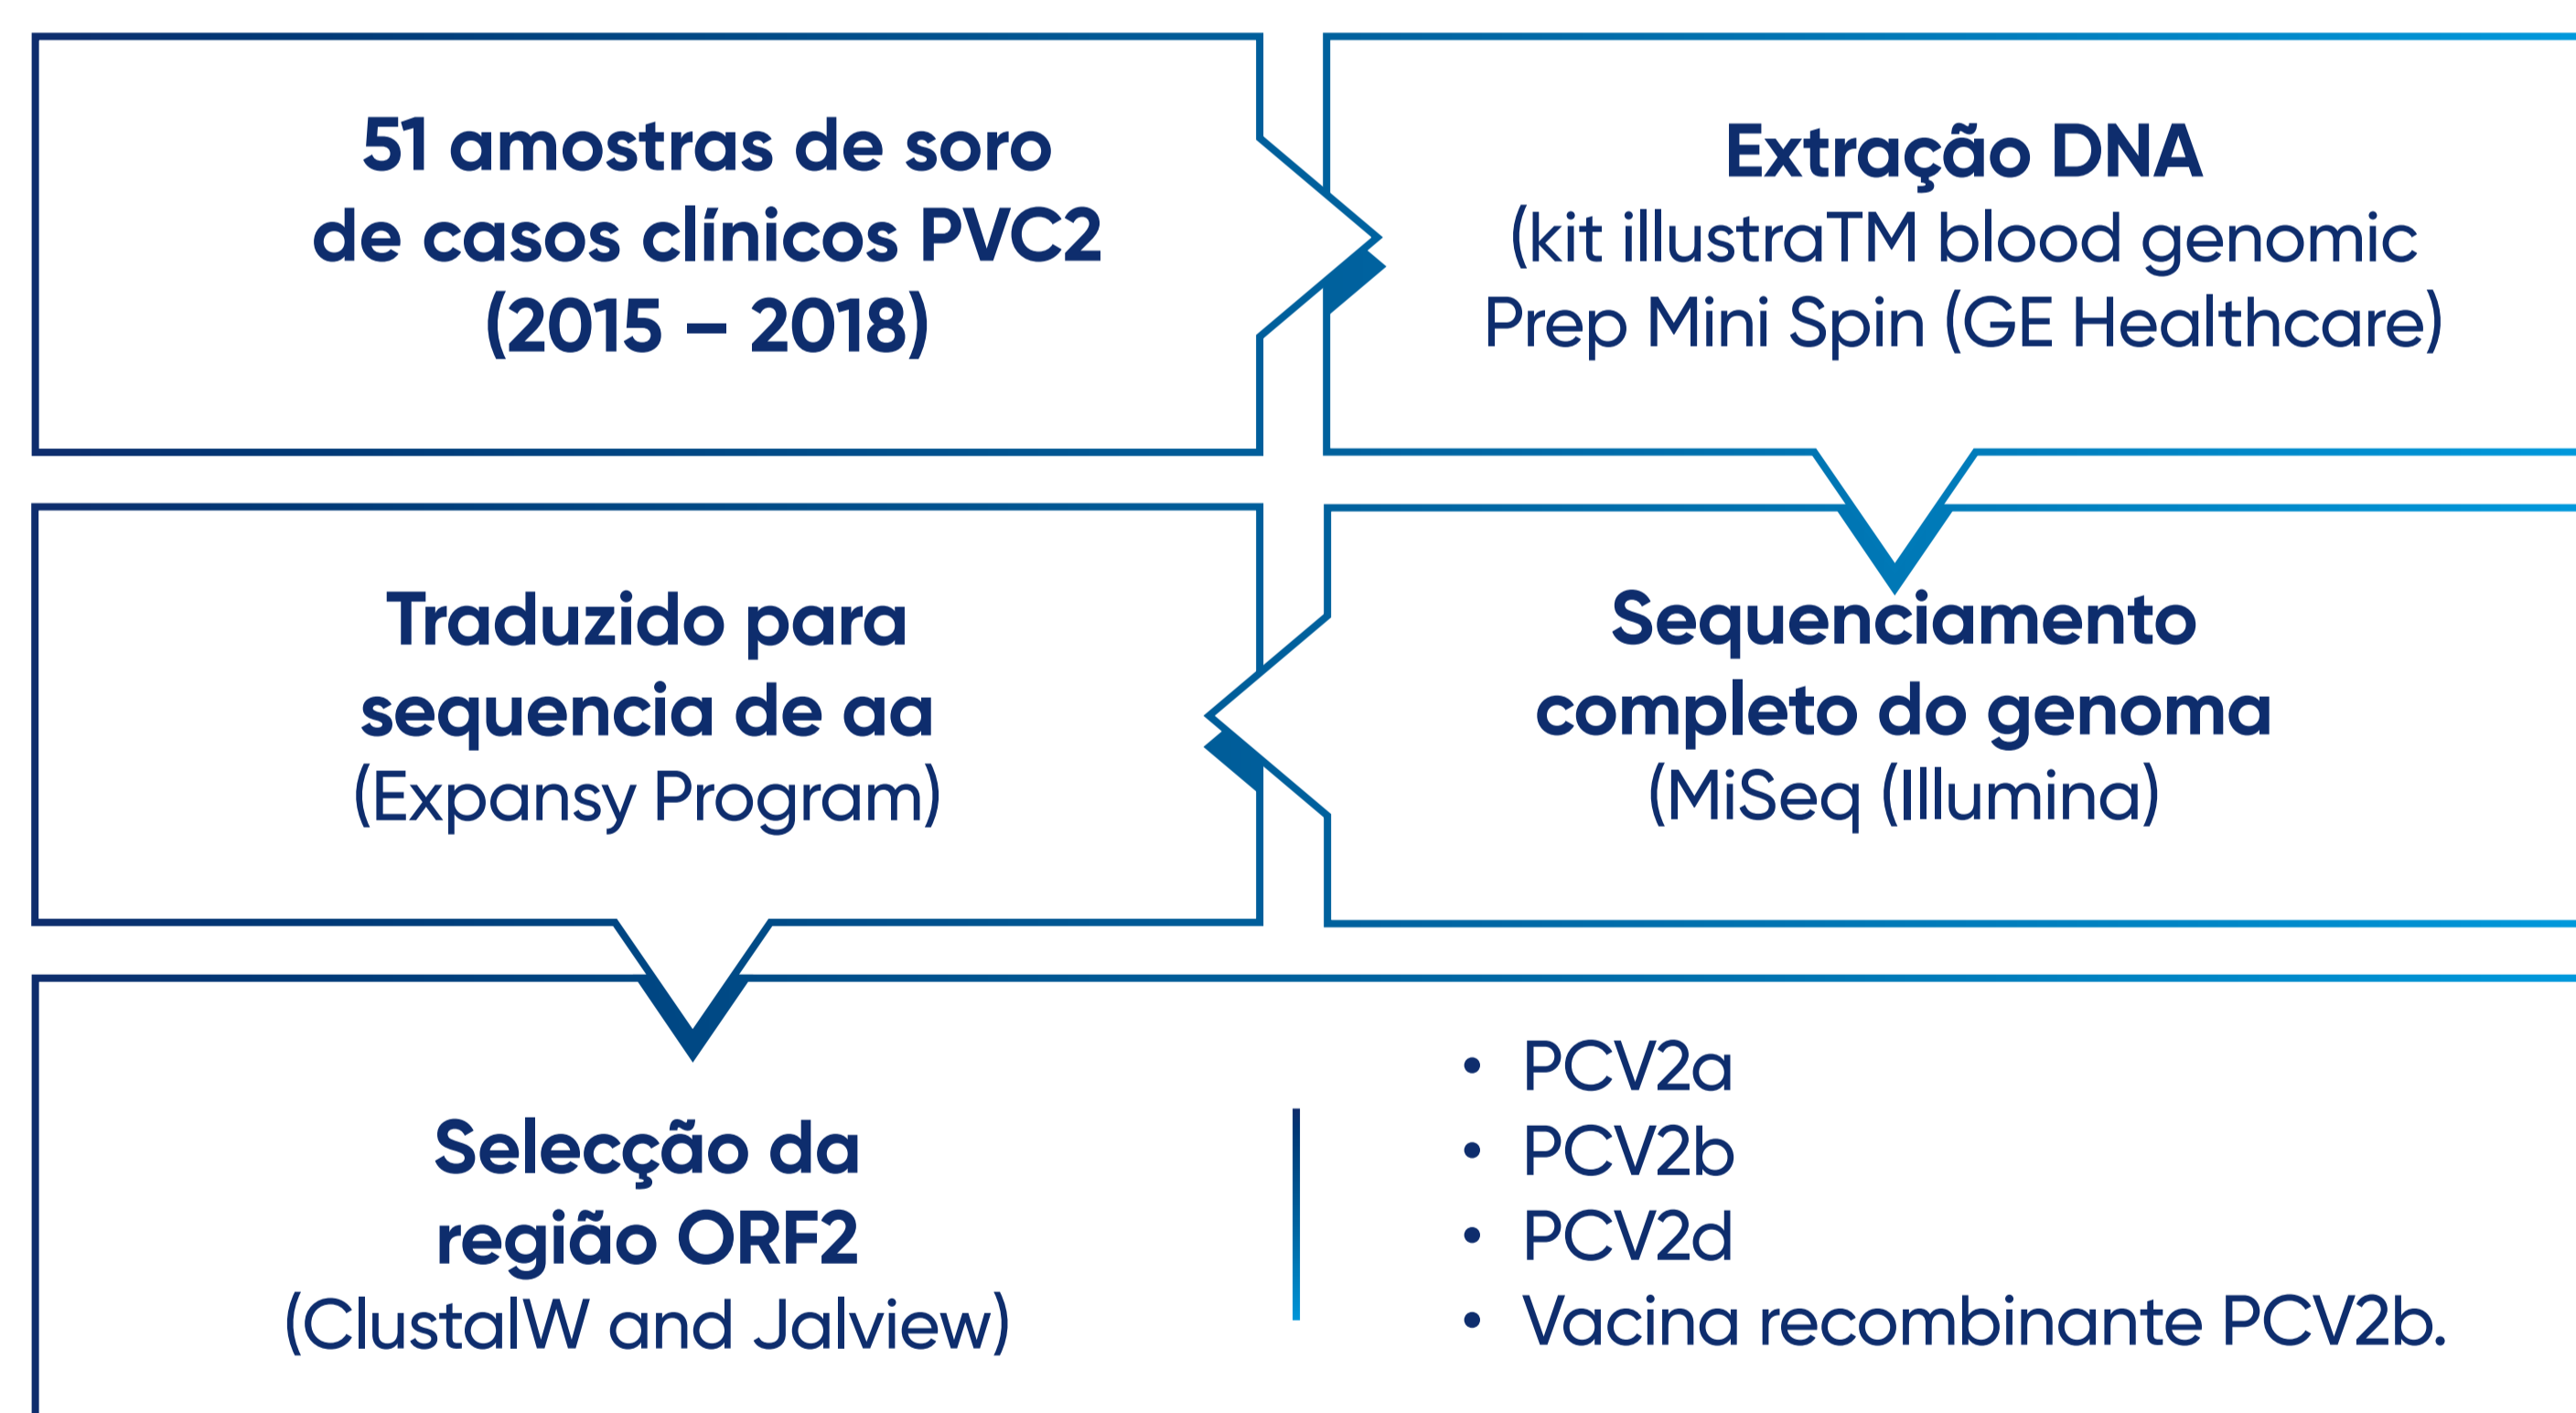 51 amostras de soro
de casos clínicos PVC2
(2015 – 2018)
Extração DNA
(kit illustraTM blood genomic
Prep Mini Spin (GE Healthcare)
Sequenciamento
completo do genoma
(MiSeq (Illumina)
Traduzido para
sequencia de aa
(Expansy Program)
Selecção da
região ORF2
(ClustalW and Jalview)
• PCV2a
• PCV2b
• PCV2d
• Vacina recombinante PCV2b.